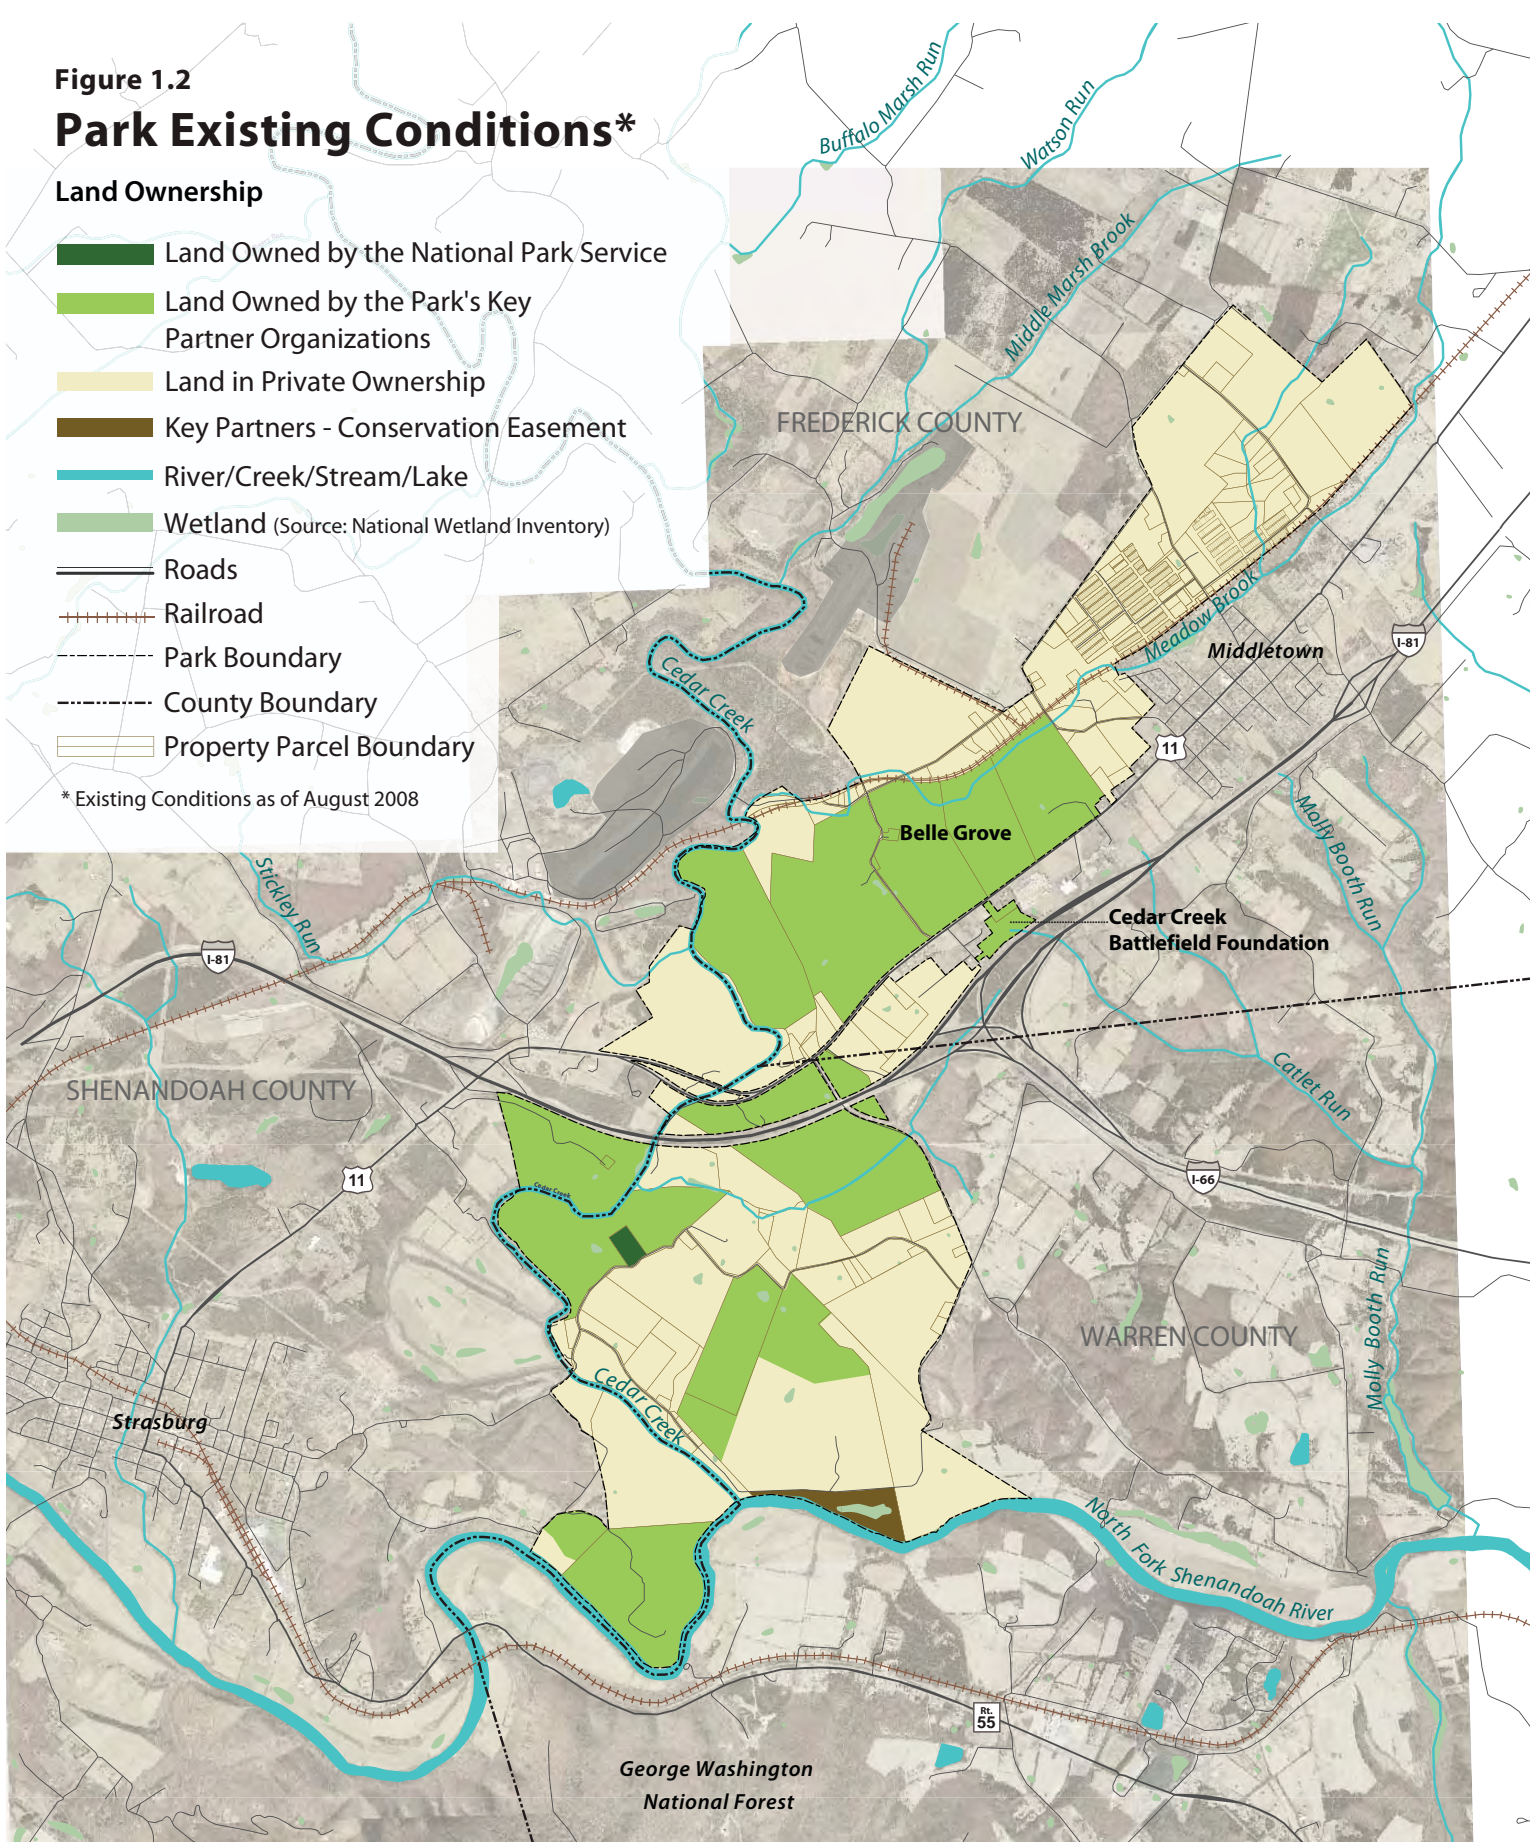 Figure 1.2
Park Existing Conditions*
Land Ownership
Land Owned by the National Park Service
Land Owned by the Park's Key
Partner Organizations
Land in Private Ownership
Key Partners - Conservation Easement
River/Creek/Stream/Lake
Wetland (Source: National Wetland Inventory)
Roads
Railroad
Park Boundary
County Boundary
Property Parcel Boundary
* Existing Conditions as of August 2008
Buffalo Marsh Run
Watson Run
Middle Marsh Brook
FREDERICK COUNTY
Meadow Brook
Middletown
I-81
Cedar Creek
11
Belle Grove
Molly Booth Run
Cedar Creek
Battlefield Foundation
Stickley Run
I-81
SHENANDOAH COUNTY
Catlet Run
11
I-66
Cedar Creek
WARREN COUNTY
Molly Booth Run
Cedar Creek
Strasburg
North Fork Shenandoah River
Rt.
55
George Washington
National Forest